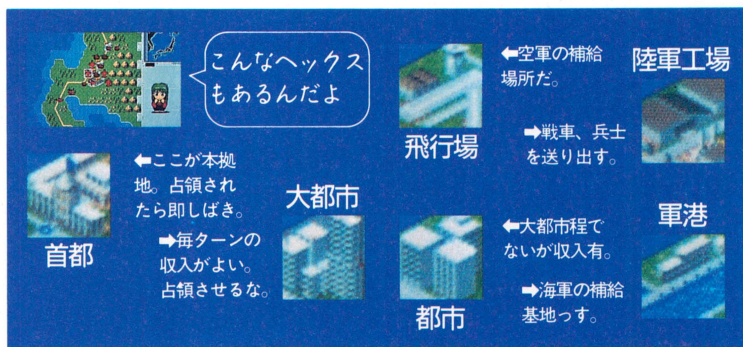 こんなヘックス
もあるんだよ
⬅ここが本拠
地。占領され
たら即しばき。
首都
大都市
➡毎ターンの
収入がよい。
占領させるな。
⬅空軍の補給
場所だ。
飛行場
陸軍工場
➡戦車、兵士
を送り出す。
⬅大都市程で
ないが収入有。
都市
軍港
➡海軍の補給
基地っす。